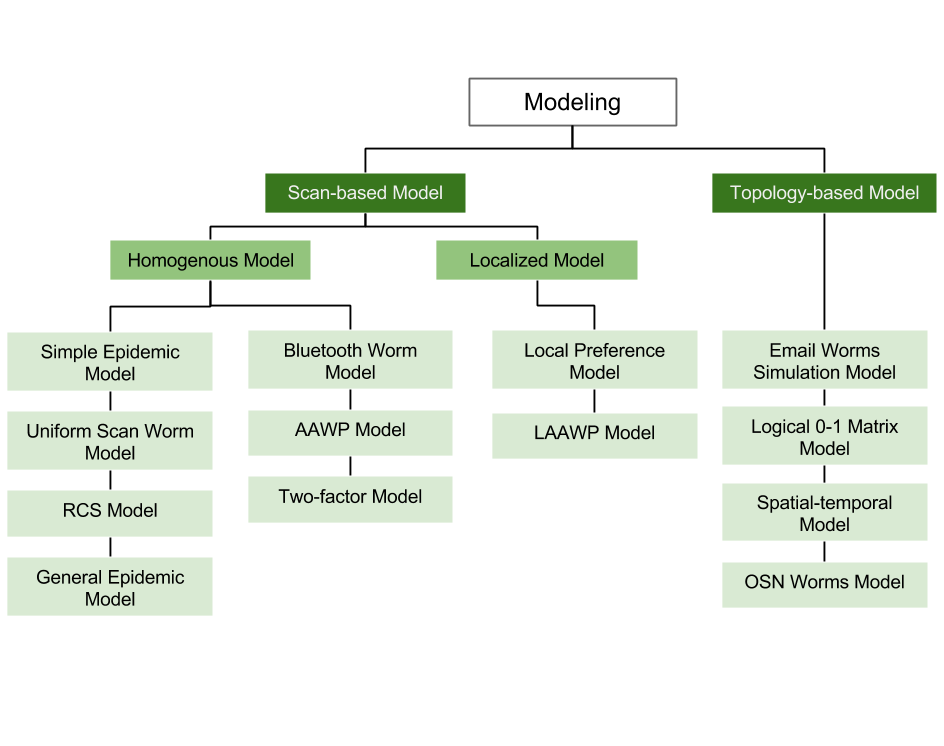 Modeling
Scan-based Model
Topology-based Model
Homogenous Model
Localized Model
Simple Epidemic
Model
Uniform Scan Worm
Model
RCS Model
General Epidemic
Model
Bluetooth Worm
Model
AAWP Model
Two-factor Model
Local Preference
Model
LAAWP Model
Email Worms
Simulation Model
Logical 0-1 Matrix
Model
Spatial-temporal
Model
OSN Worms Model